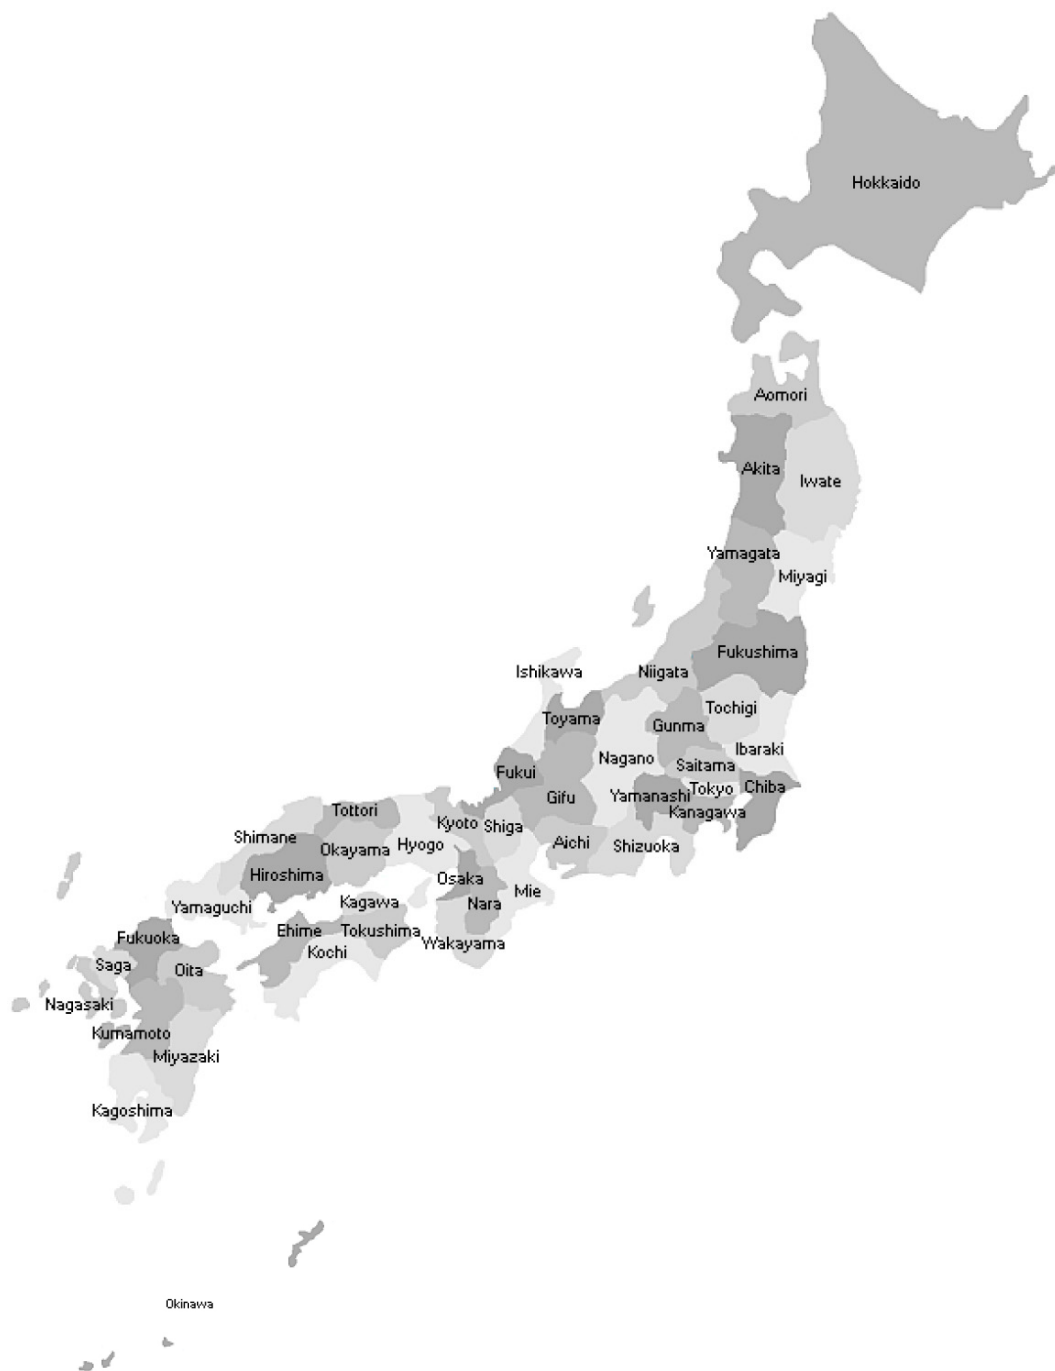 Hokkaido
Aomori
Akita
Iwate
Yamagata
Miyagi
Fukushima
Ishikawa
Niigata
Tochigi
Toyama
Gunma
Ibaraki
Nagano
Saitama
Fukui
Chiba
Tokyo
Yamanashi
Gifu
Kanagawa
Tottori
Kyoto
Shiga
Shimane
Hyogo
Aichi
Shizuoka
Okayama
Hiroshima
Osaka
Mie
Kagawa
Nara
Yamaguchi
Ehime
Tokushima
Fukuoka
Wakayama
Kochi
Saga
Oita
Nagasaki
Kumamoto
Miyazaki
Kagoshima
Okinawa